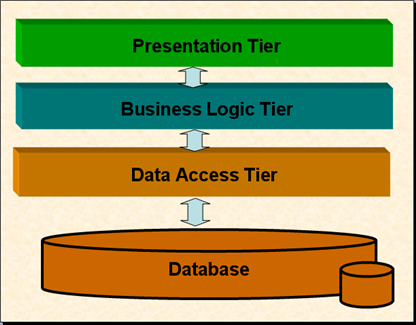 Presentation Tier
Business Logic Tier
Data Access Tier
Database